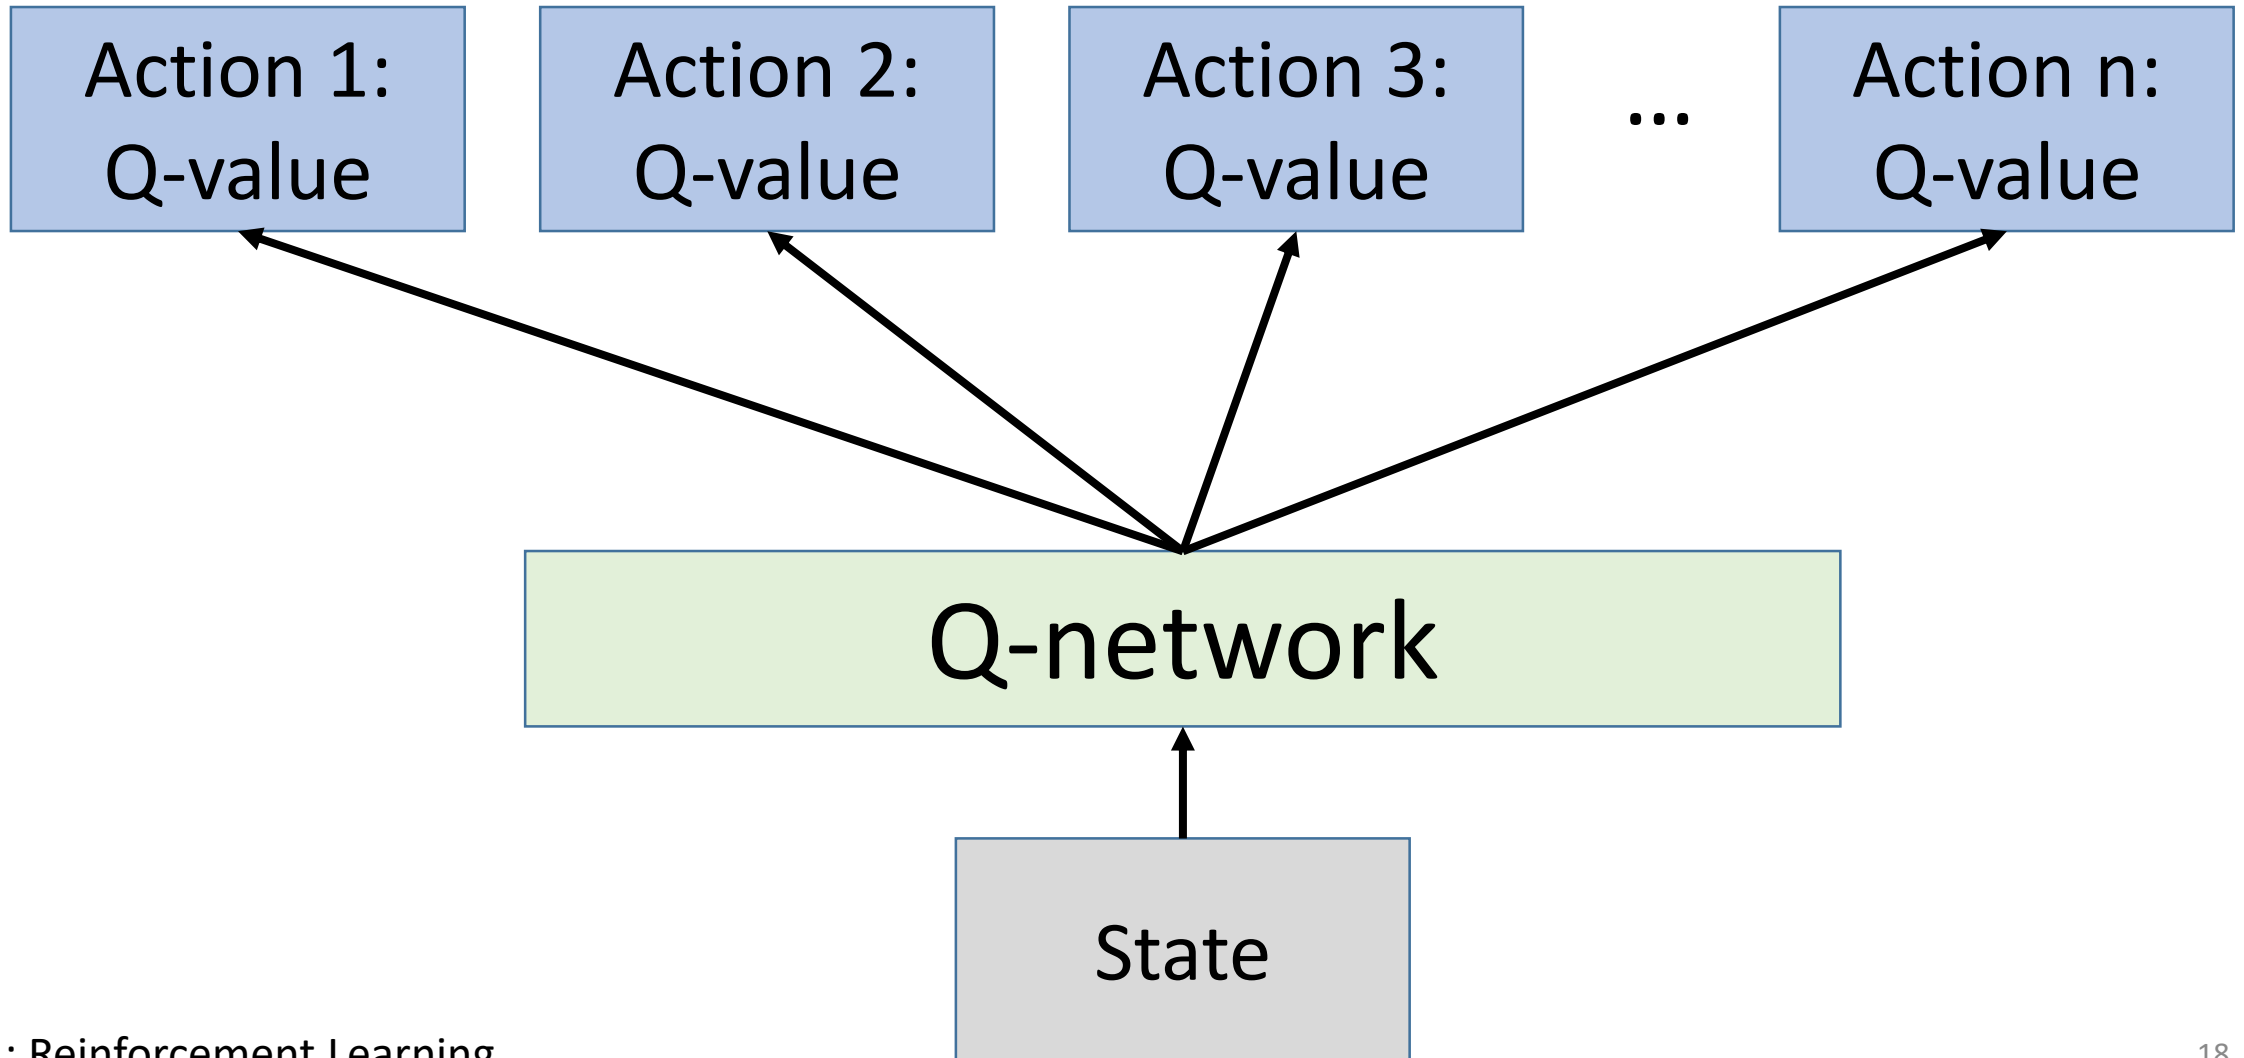 Action 1:
Q-value
Action 2:
Q-value
Action 3:
Q-value
...
Action n:
Q-value
Q-network
State
: Reinforcement Learning
18